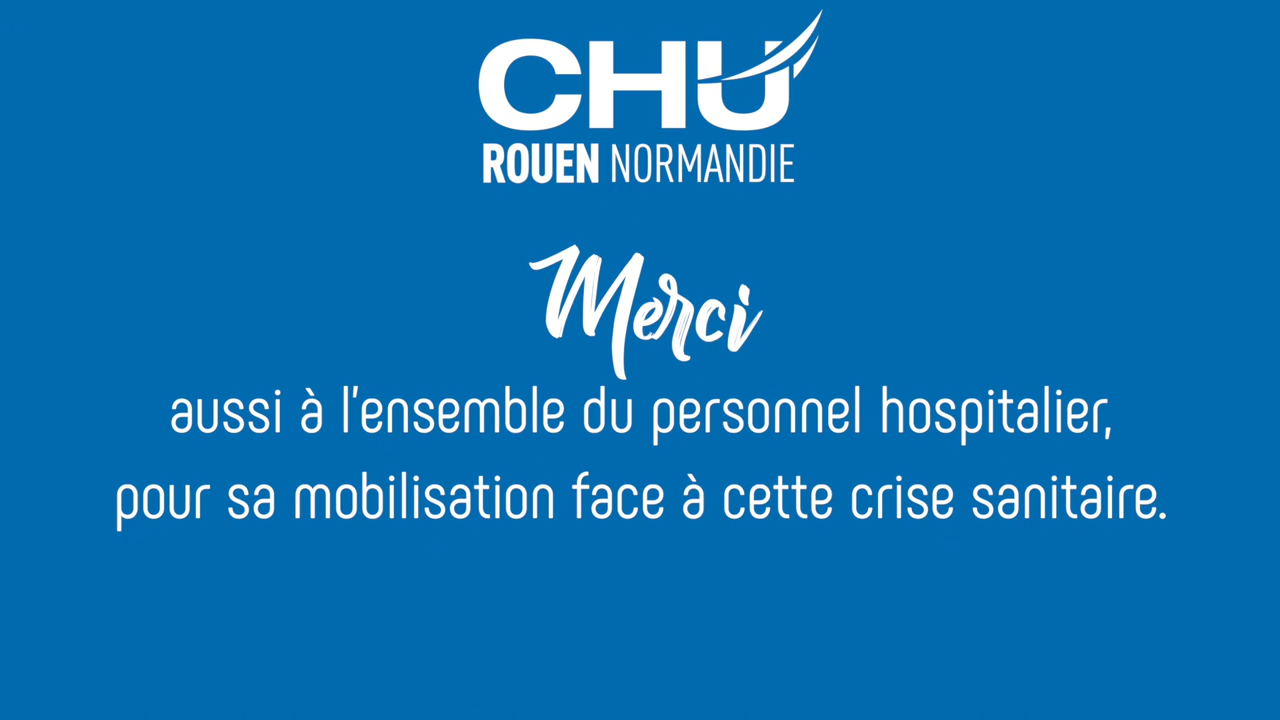 CHU
ROUEN NORMANDIE
Merci
aussi à l'ensemble du personnel hospitalier,
pour sa mobilisation face à cette crise sanitaire.